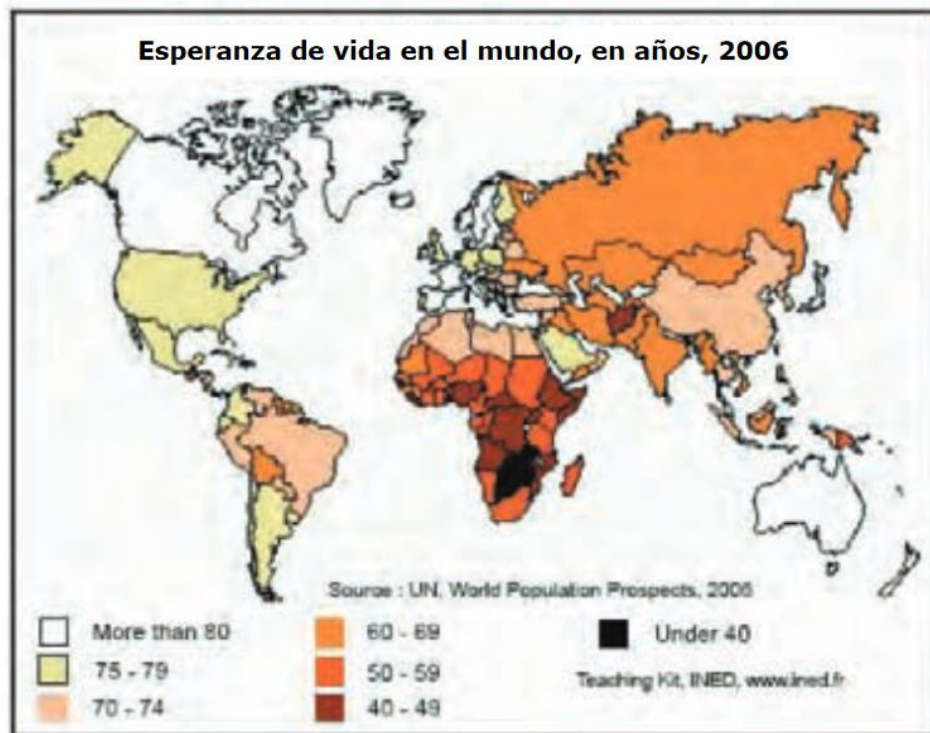 Esperanza de vida en el mundo, en años, 2006
Source : UN, World Population Prospects, 2006
More than 80
75 - 79
70 - 74
60 - 69
50 - 59
40 - 49
Under 40
Teaching Kit, INED, www.ined.fr